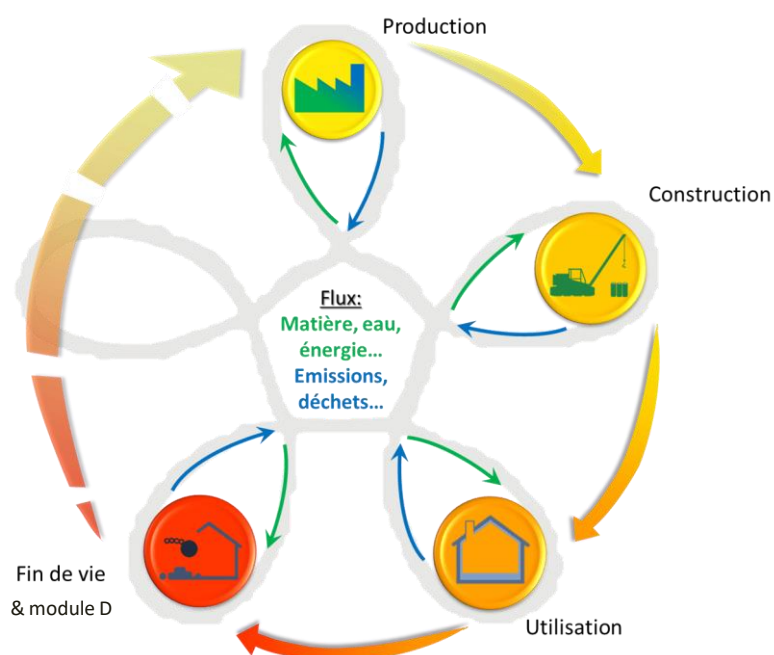 Production
Construction
Flux:
Matière, eau,
énergie...
Emissions,
déchets...
Fin de vie
& module D
Utilisation